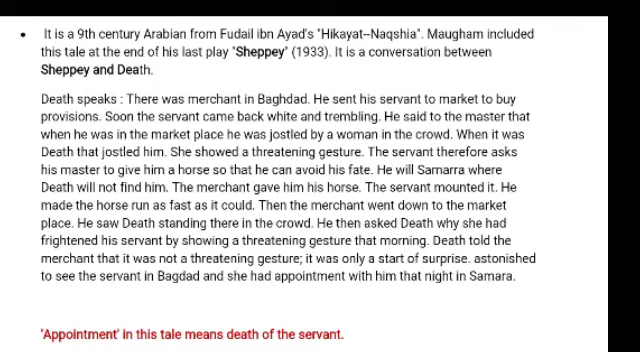 • It is a 9th century Arabian from Fudail ibn Ayad's "Hikayat--Naqshia". Maugham included
this tale at the end of his last play "Sheppey" (1933). It is a conversation between
Sheppey and Death.
Death speaks : There was merchant in Baghdad. He sent his servant to market to buy
provisions. Soon the servant came back white and trembling. He said to the master that
when he was in the market place he was jostled by a woman in the crowd. When it was
Death that jostled him. She showed a threatening gesture. The servant therefore asks
his master to give him a horse so that he can avoid his fate. He will Samarra where
Death will not find him. The merchant gave him his horse. The servant mounted it. He
made the horse run as fast as it could. Then the merchant went down to the market
place. He saw Death standing there in the crowd. He then asked Death why she had
frightened his servant by showing a threatening gesture that morning. Death told the
merchant that it was not a threatening gesture; it was only a start of surprise. astonished
to see the servant in Bagdad and she had appointment with him that night in Samara.
'Appointment' in this tale means death of the servant.